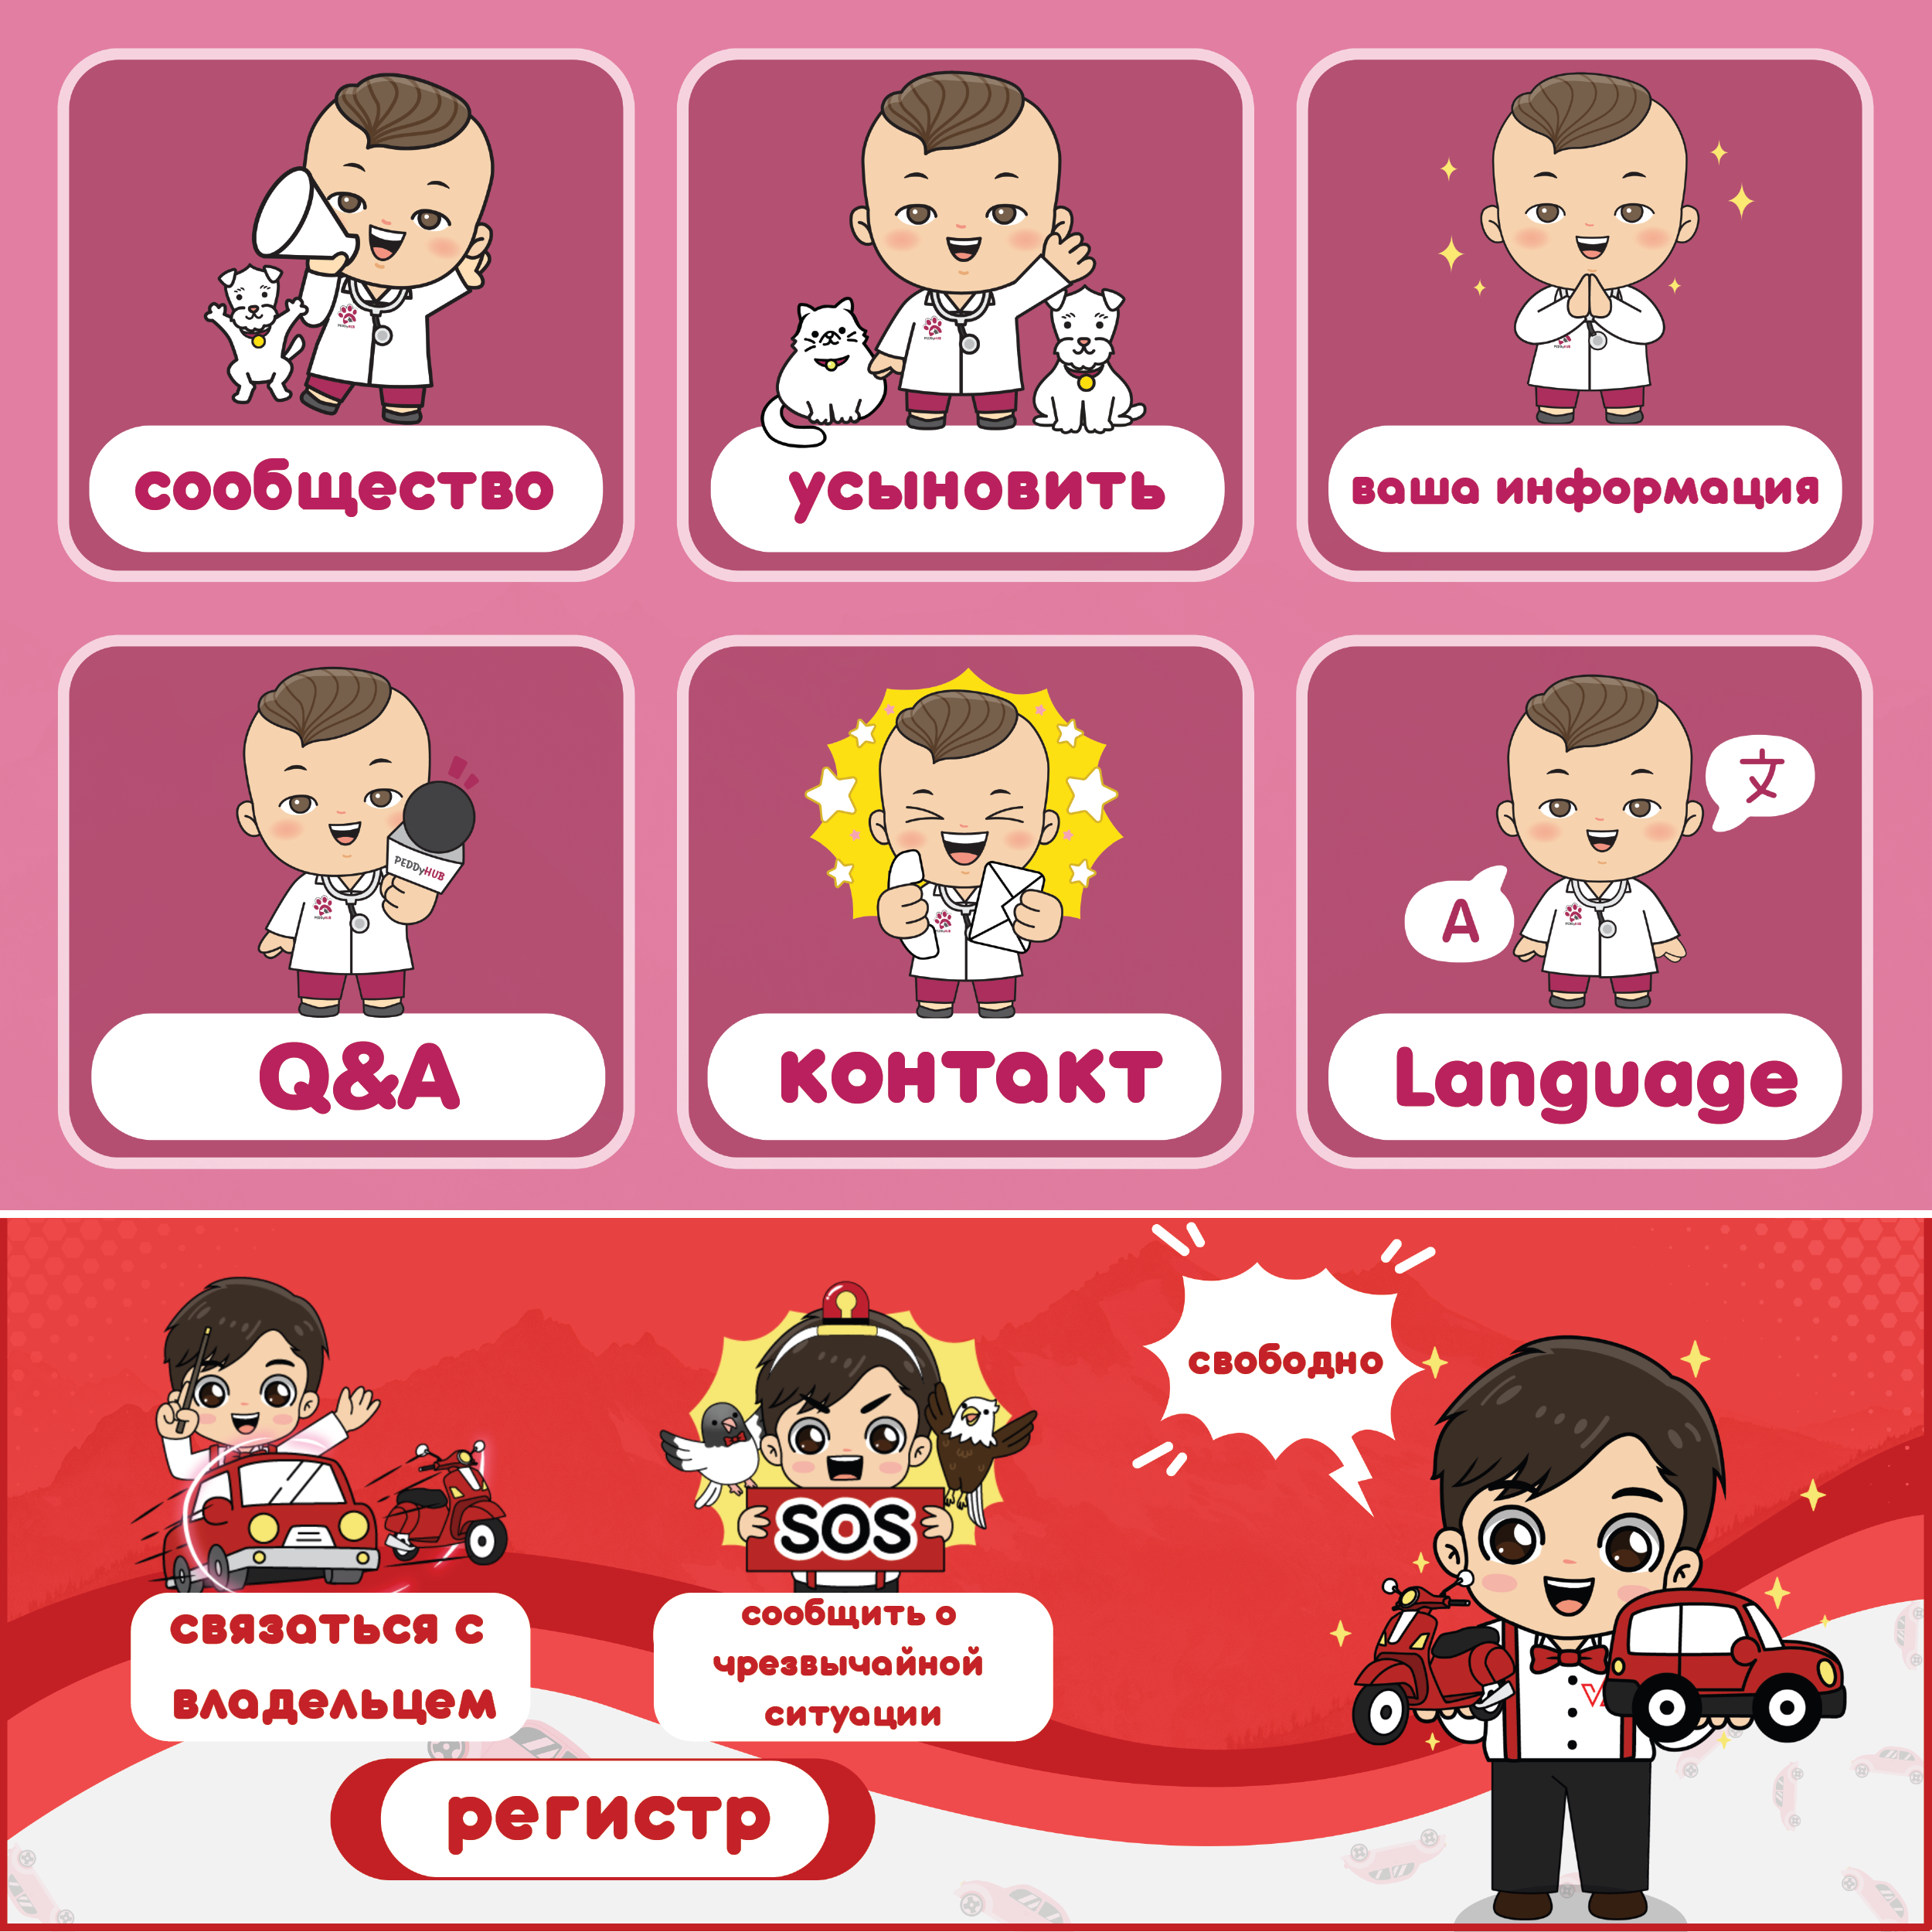 сообщество
усыновить
ваша информация
PEDDyHUB
文
A
Q&A
контакт
Language
свободно
SOS
связаться с
владельцем
сообщить о
чрезвычайной
ситуации
регистр